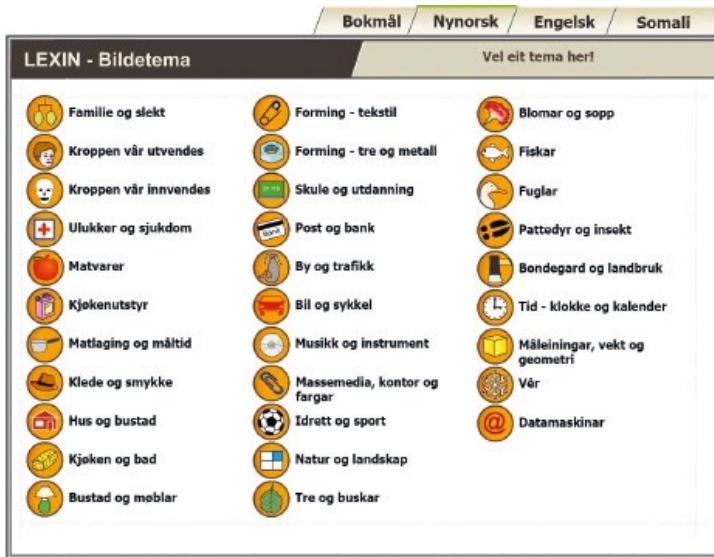 Bokmål
Nynorsk
Engelsk
Somali
LEXIN - Bildetema
Vel eit tema her!
Familie og slekt
Kroppen vår utvendes
Kroppen vår innvendes
Ulukker og sjukdom
Matvarer
Kjøkenutstyr
Matlaging og måltid
Klede og smykke
Hus og bustad
Kjøken og bad
Bustad og møblar
Forming - tekstil
Forming - tre og metall
Skule og utdanning
Bank
Post og bank
By og trafikk
Bil og sykkel
Musikk og instrument
Massemedia, kontor og
fargar
Idrett og sport
Natur og landskap
Tre og buskar
Blomar og sopp
Fiskar
Fuglar
Pattedyr og insekt
Bondegard og landbruk
Tid - klokke og kalender
Måleiningar, vekt og
geometri
Vêr
@
Datamaskinar